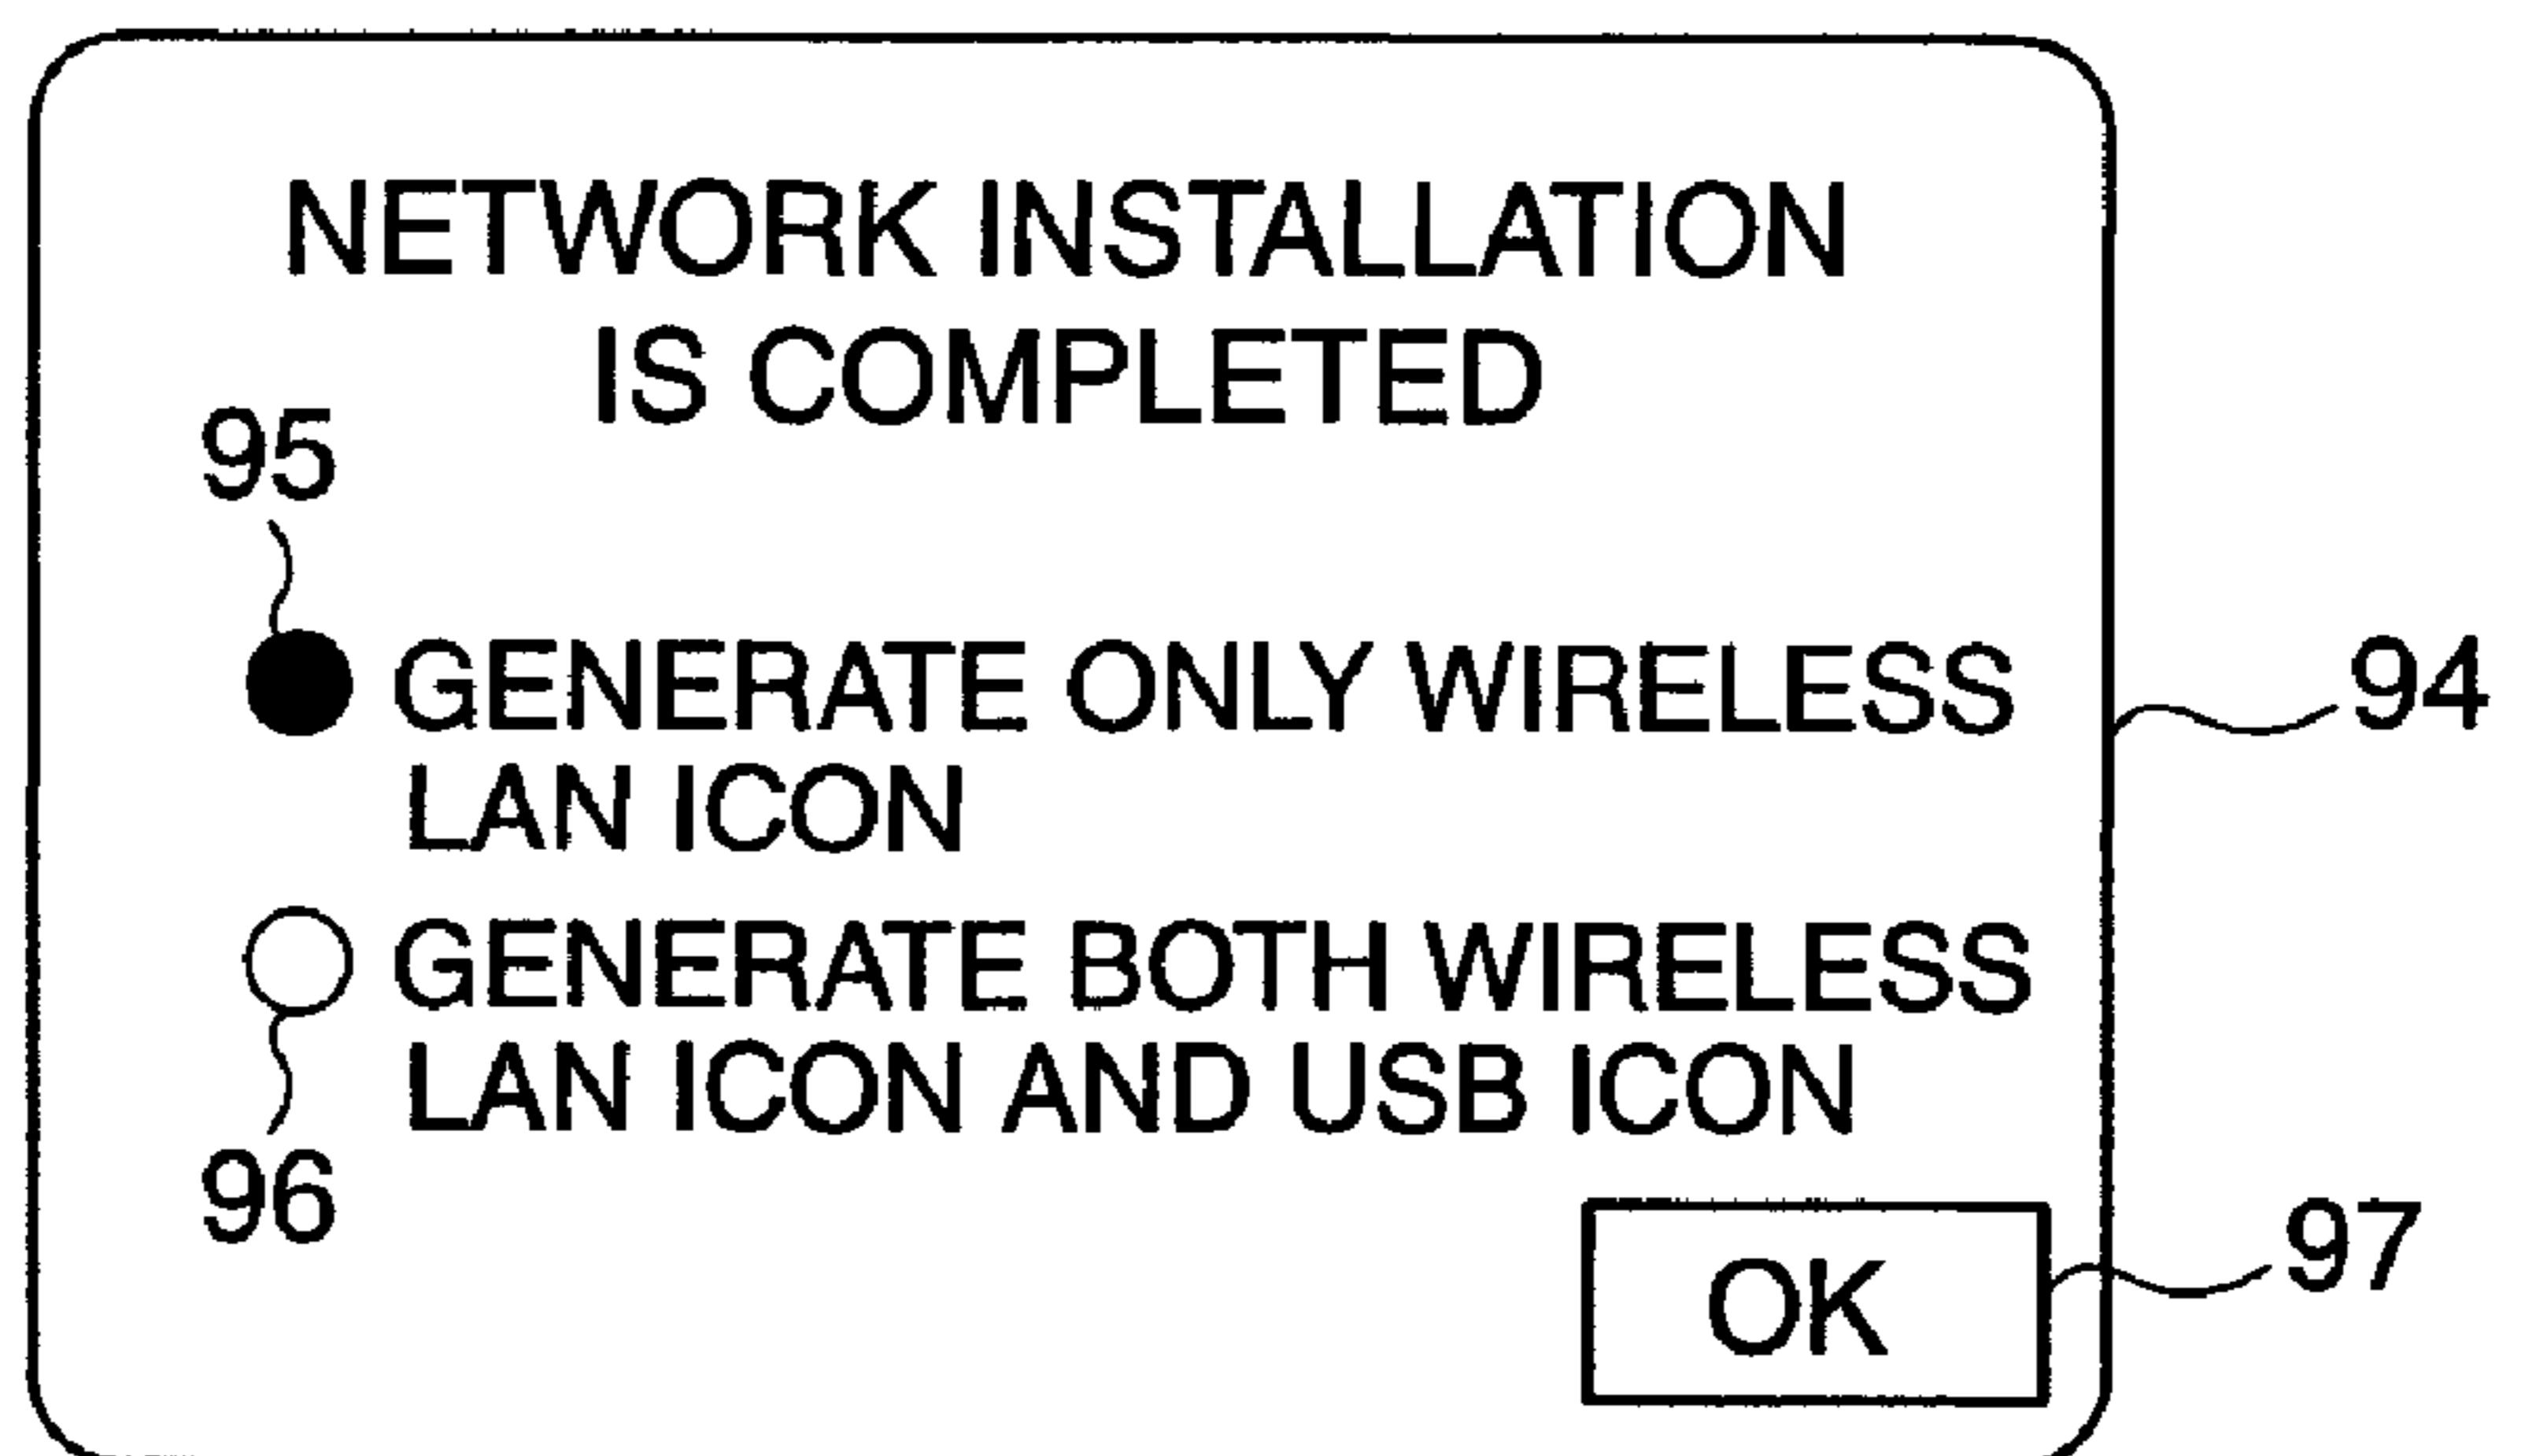 NETWORK INSTALLATION
IS COMPLETED
95
GENERATE ONLY WIRELESS
LAN ICON
94
GENERATE BOTH WIRELESS
LAN ICON AND USB ICON
96
OK
97